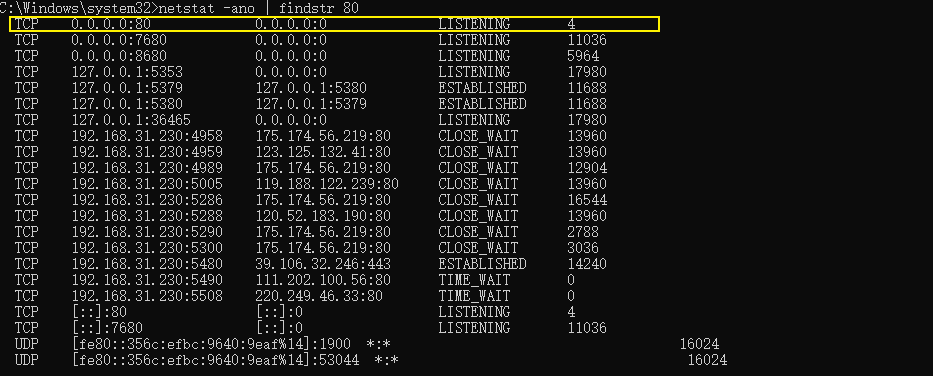 C:\Windows\system32>netstat -ano | findstr 80
TCP 0.0.0.0:80 0.0.0.0:0 LISTENING 4
TCP 0.0.0.0:7680 0.0.0.0:0 LISTENING 11036
TCP 0.0.0.0:8680 0.0.0.0:0 LISTENING 5964
TCP 127.0.0.1:5353 0.0.0.0:0 LISTENING 17980
TCP 127.0.0.1:5379 127.0.0.1:5380 ESTABLISHED 11688
TCP 127.0.0.1:5380 127.0.0.1:5379 ESTABLISHED 11688
TCP 127.0.0.1:36465 0.0.0.0:0 LISTENING 17980
TCP 192.168.31.230:4958 175.174.56.219:80 CLOSE_WAIT 13960
TCP 192.168.31.230:4959 123.125.132.41:80 CLOSE_WAIT 13960
TCP 192.168.31.230:4989 175.174.56.219:80 CLOSE_WAIT 12904
TCP 192.168.31.230:5005 119.188.122.239:80 CLOSE_WAIT 13960
TCP 192.168.31.230:5286 175.174.56.219:80 CLOSE_WAIT 16544
TCP 192.168.31.230:5288 120.52.183.190:80 CLOSE_WAIT 13960
TCP 192.168.31.230:5290 175.174.56.219:80 CLOSE_WAIT 2788
TCP 192.168.31.230:5300 175.174.56.219:80 CLOSE_WAIT 3036
TCP 192.168.31.230:5480 39.106.32.246:443 ESTABLISHED 14240
TCP 192.168.31.230:5490 111.202.100.56:80 TIME_WAIT 0
TCP 192.168.31.230:5508 220.249.46.33:80 TIME_WAIT 0
TCP [::]:80 [::]:0 LISTENING 4
TCP [::]:7680 [::]:0 LISTENING 11036
UDP [fe80::356c:efbc:9640:9eaf%14]:1900 *:* 16024
UDP [fe80::356c:efbc:9640:9eaf%14]:53044 *:* 16024